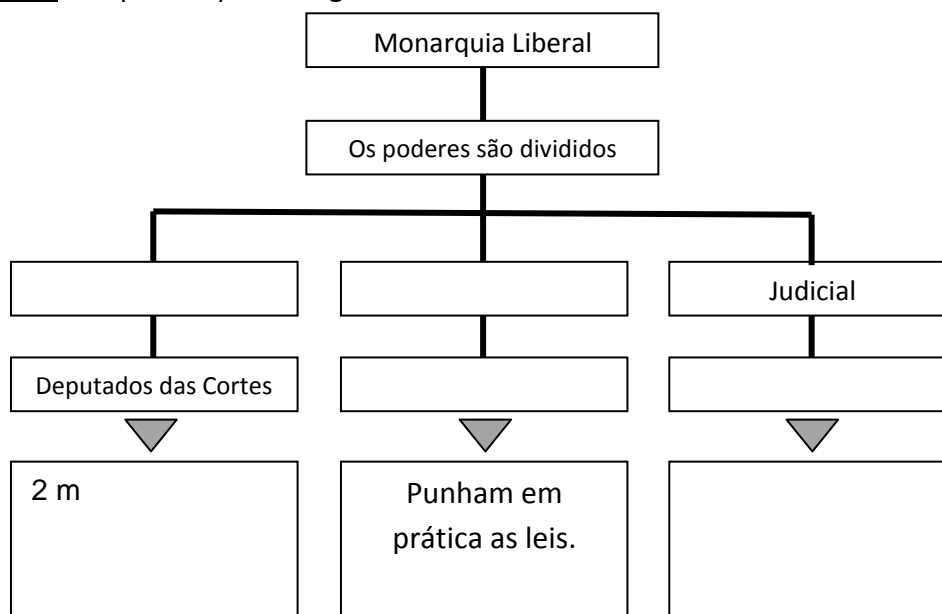 Monarquia Liberal
Os poderes são divididos
Judicial
Deputados das Cortes
2 m
Punham em
prática as leis.